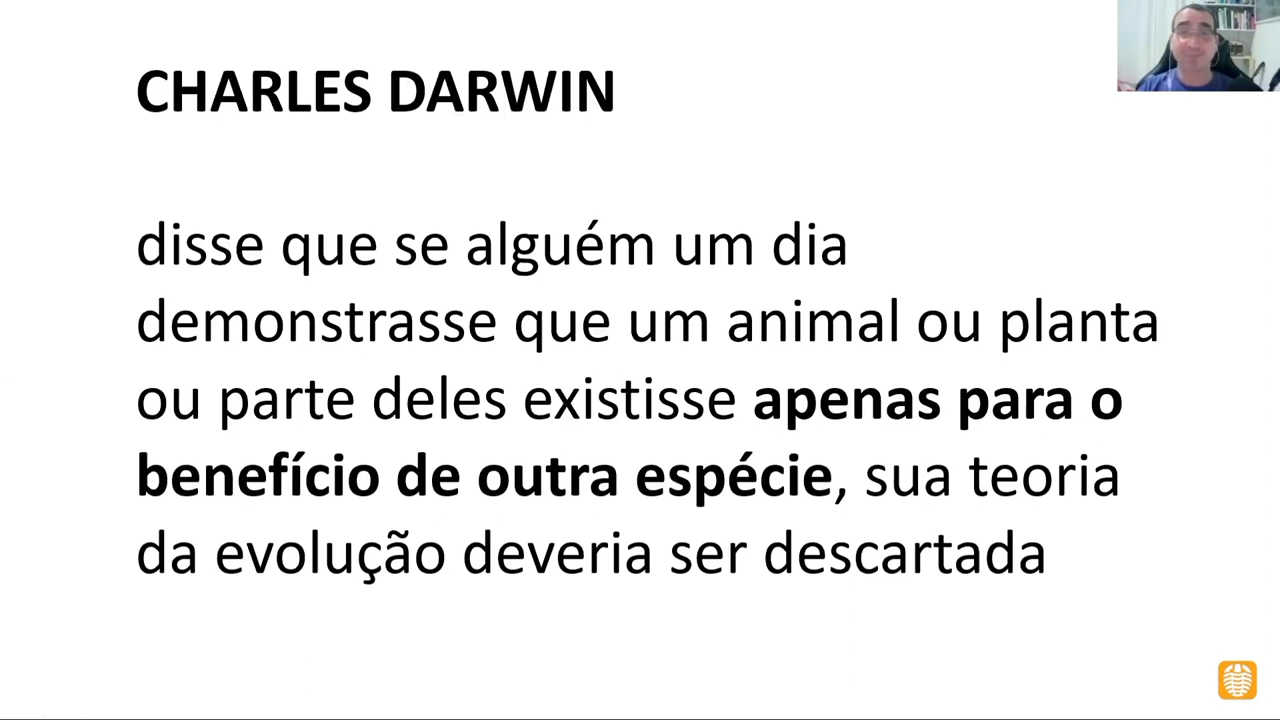 CHARLES DARWIN
disse que se alguém um dia
demonstrasse que um animal ou planta
ou parte deles existisse apenas para o
benefício de outra espécie, sua teoria
da evolução deveria ser descartada